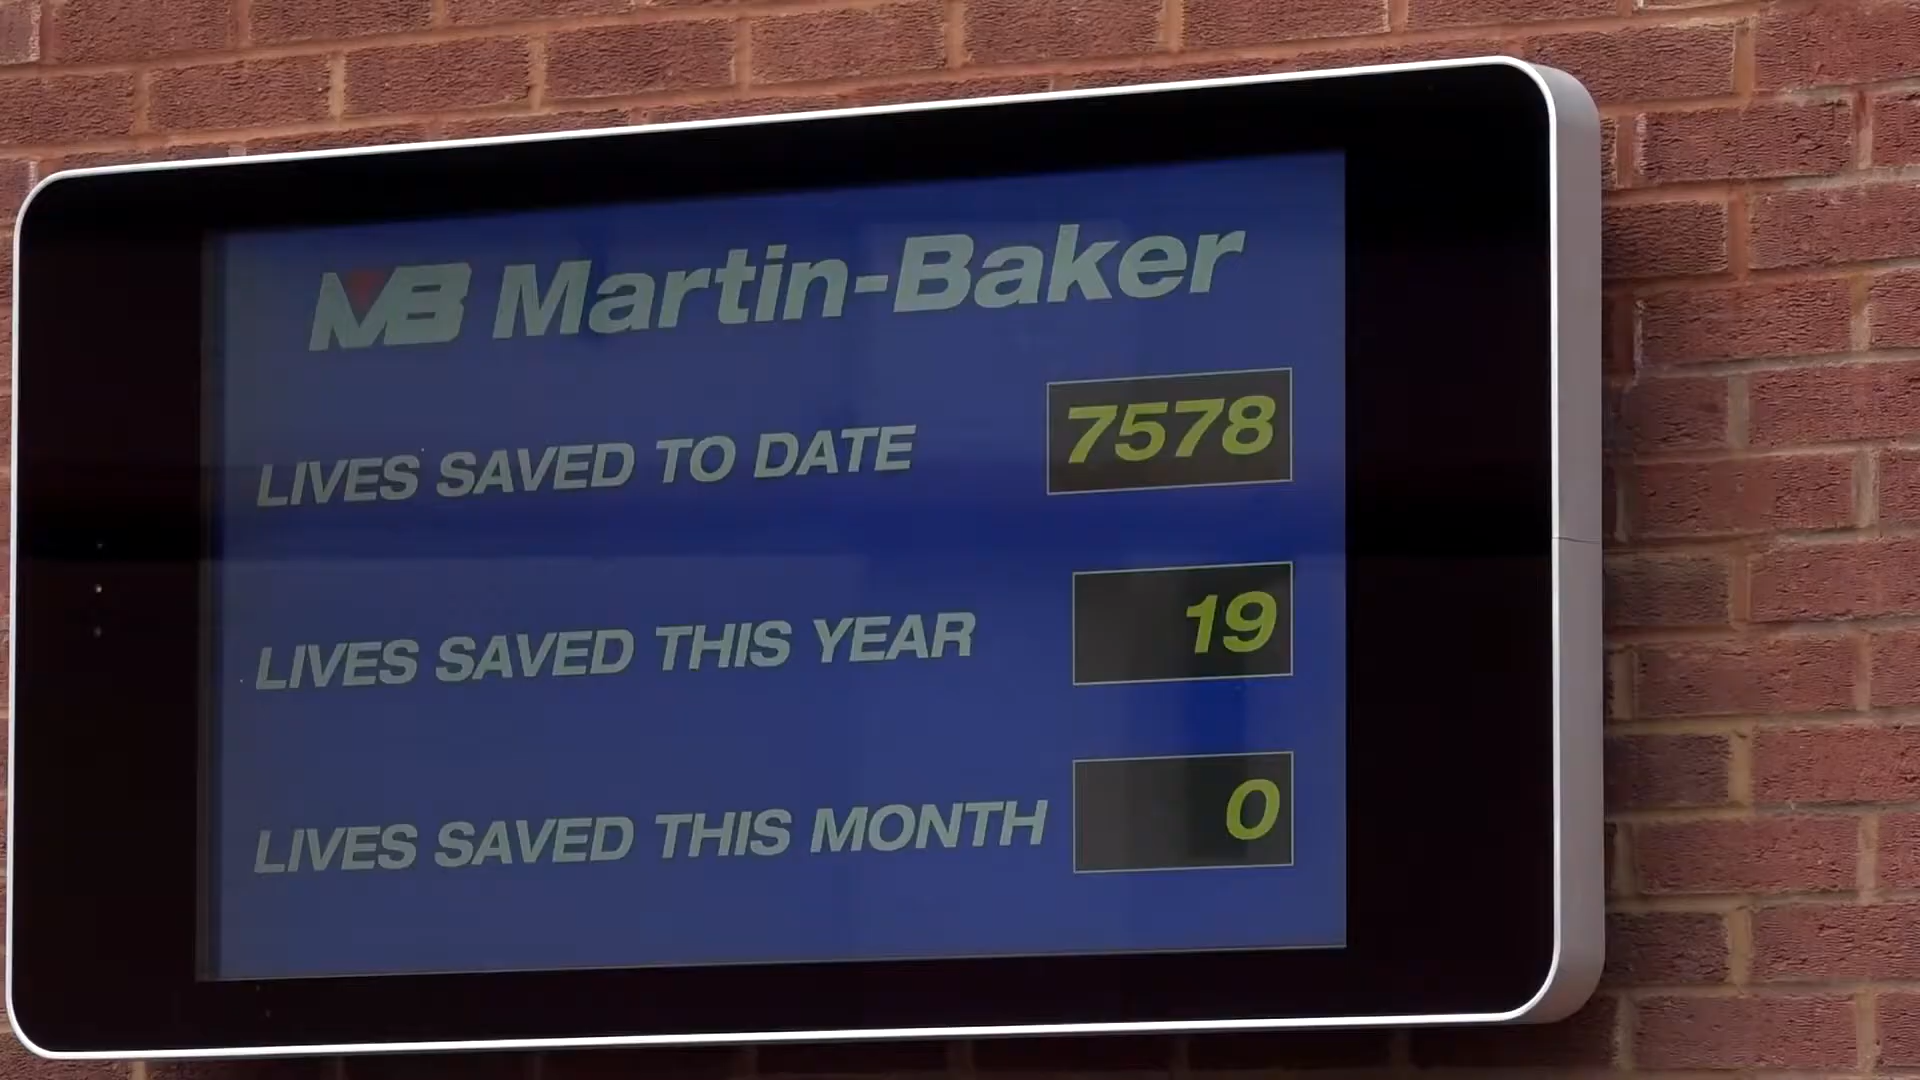 MB Martin-Baker
LIVES SAVED TO DATE 7578
LIVES SAVED THIS YEAR 19
LIVES SAVED THIS MONTH 0